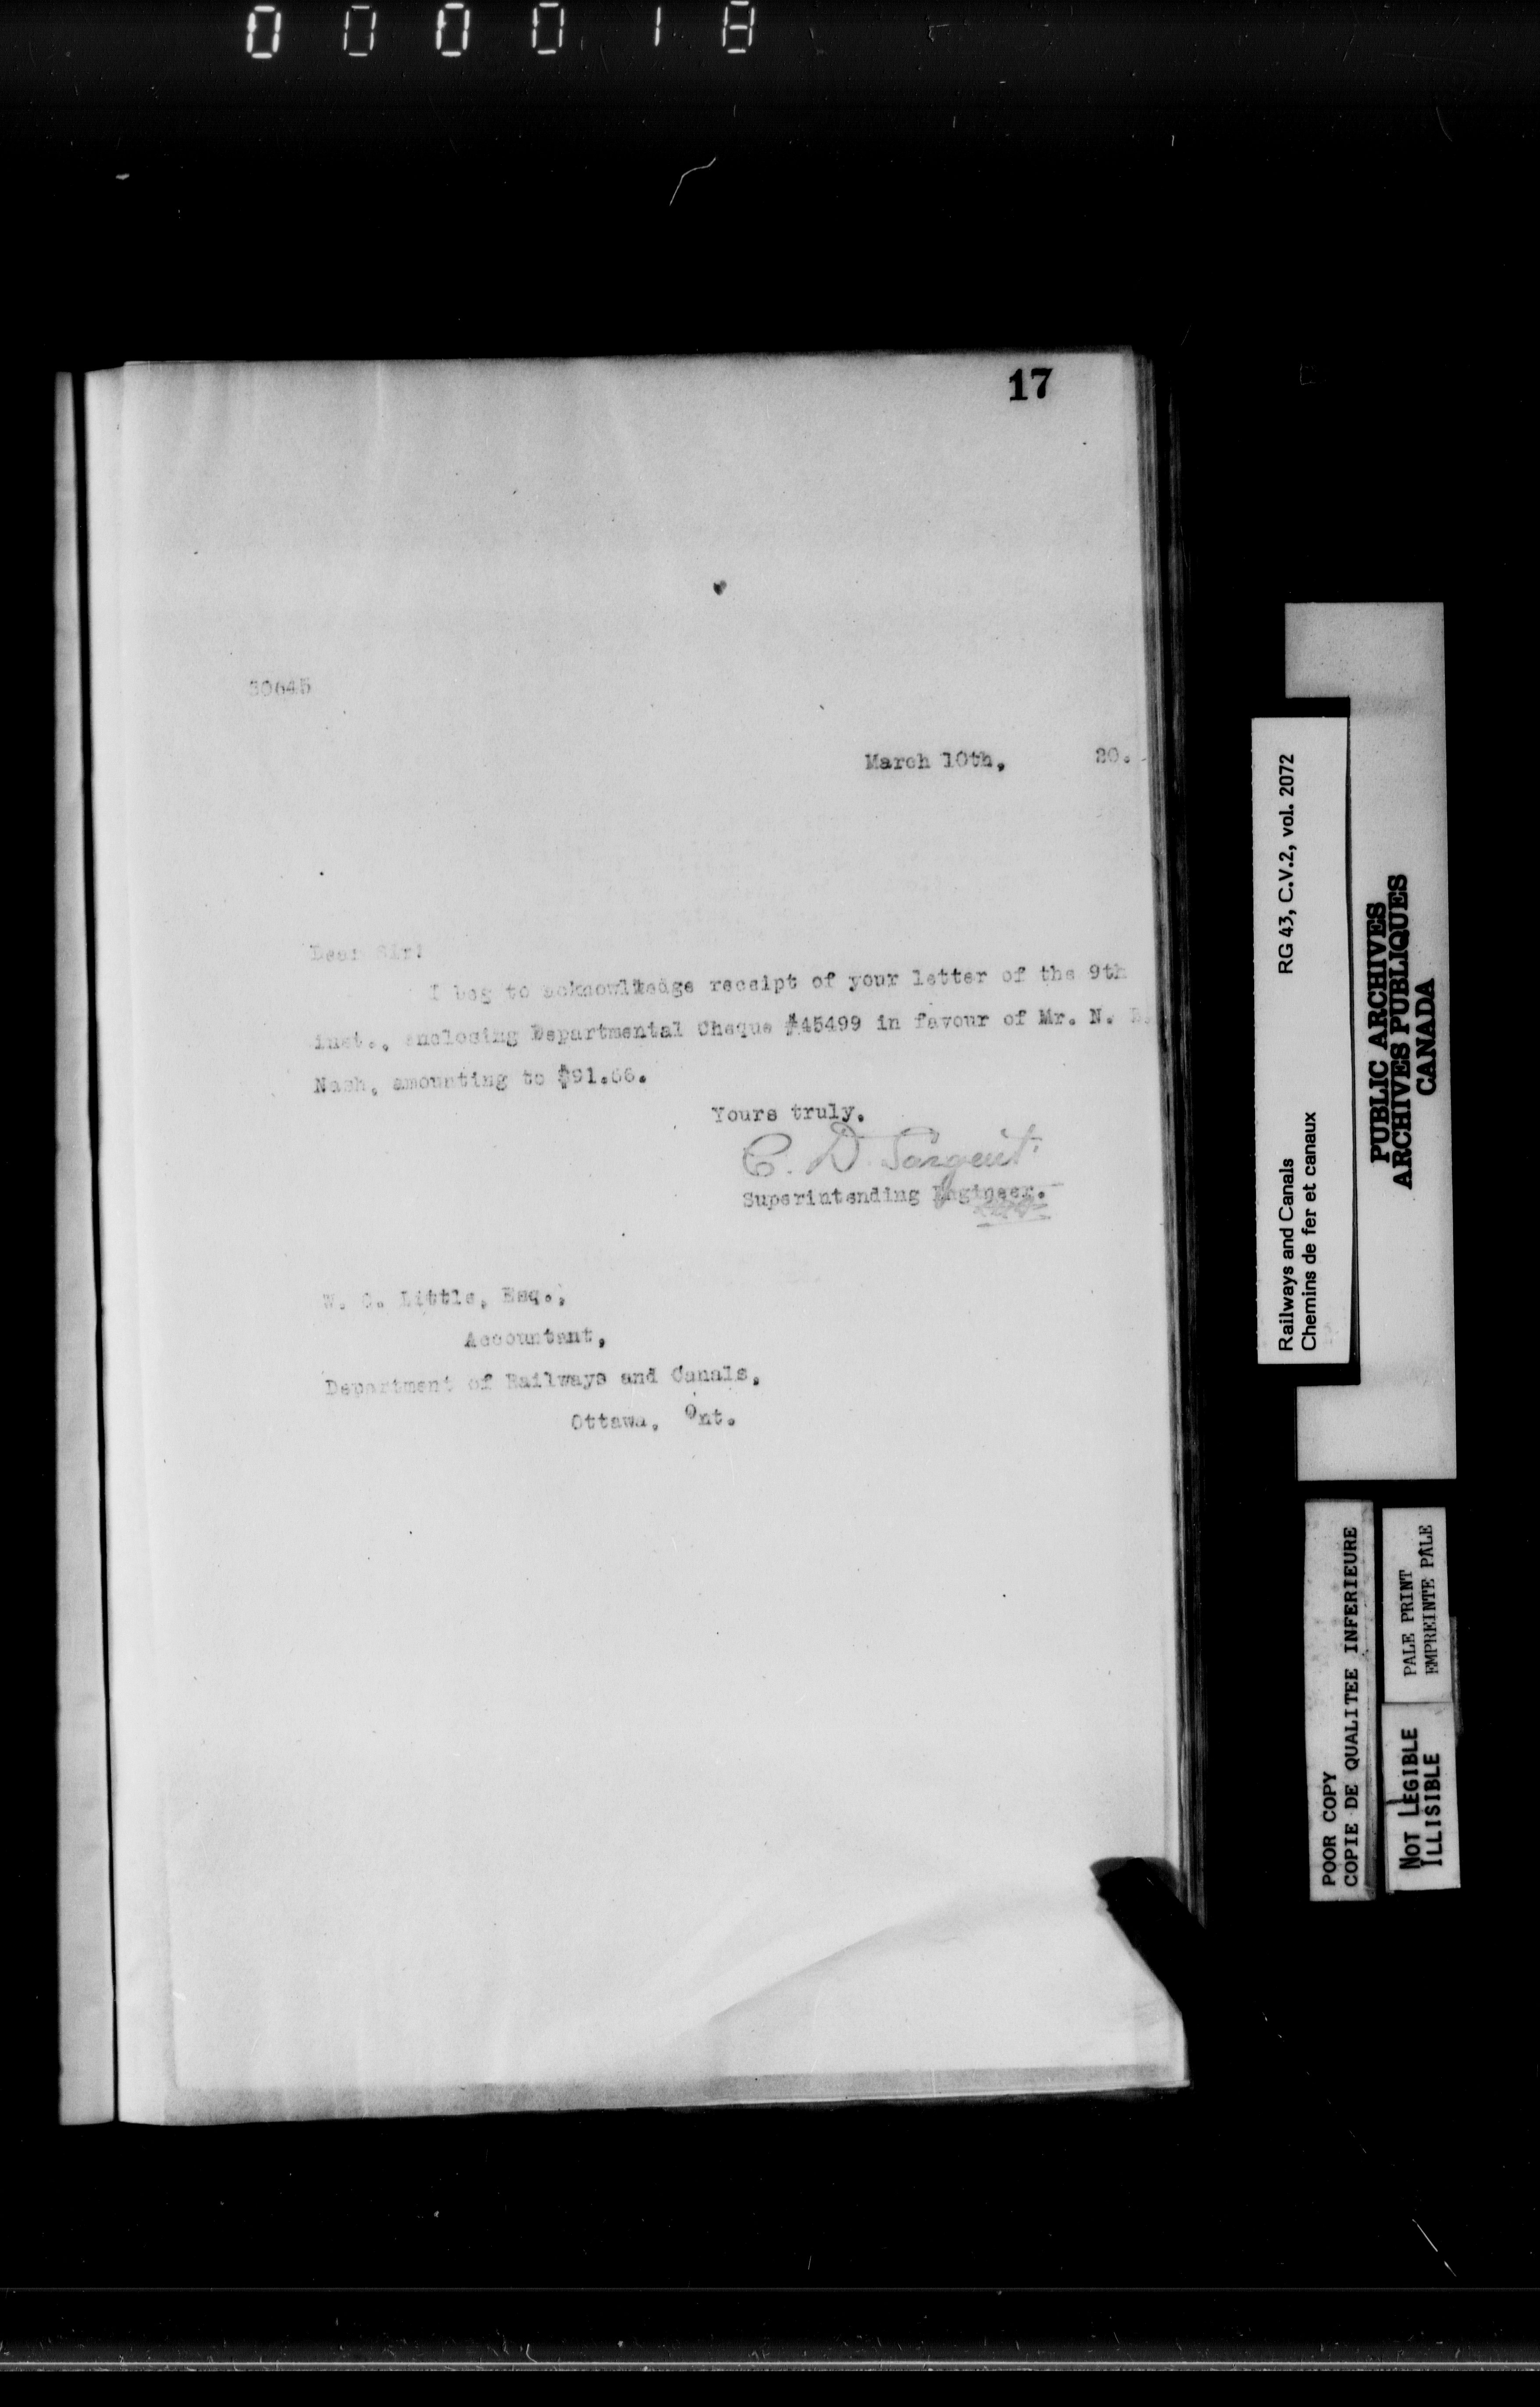 000018
17
30645
March 10th, 20.
Dear Sir:
I beg to acknowlledge receipt of your letter of the 9th
inst., enclosing Departmental Cheque #45499 in favour of Mr. N.
Nash, amounting to $91.66.
Yours truly.
C. D. Sargent
Superintending Engineer.
W. C. Little, Esq.,
Accountant,
Department of Railways and Canals,
Ottawa, Ont.
Railways and Canals RG 43, C.V.2, vol. 2072
Chemins de fer et canaux
PUBLIC ARCHIVES
ARCHIVES PUBLIQUES
CANADA
POOR COPY
COPIE DE QUALITEE INFERIEURE
PALE PRINT
EMPREINTE PÂLE
NOT LEGIBLE
ILLISIBLE